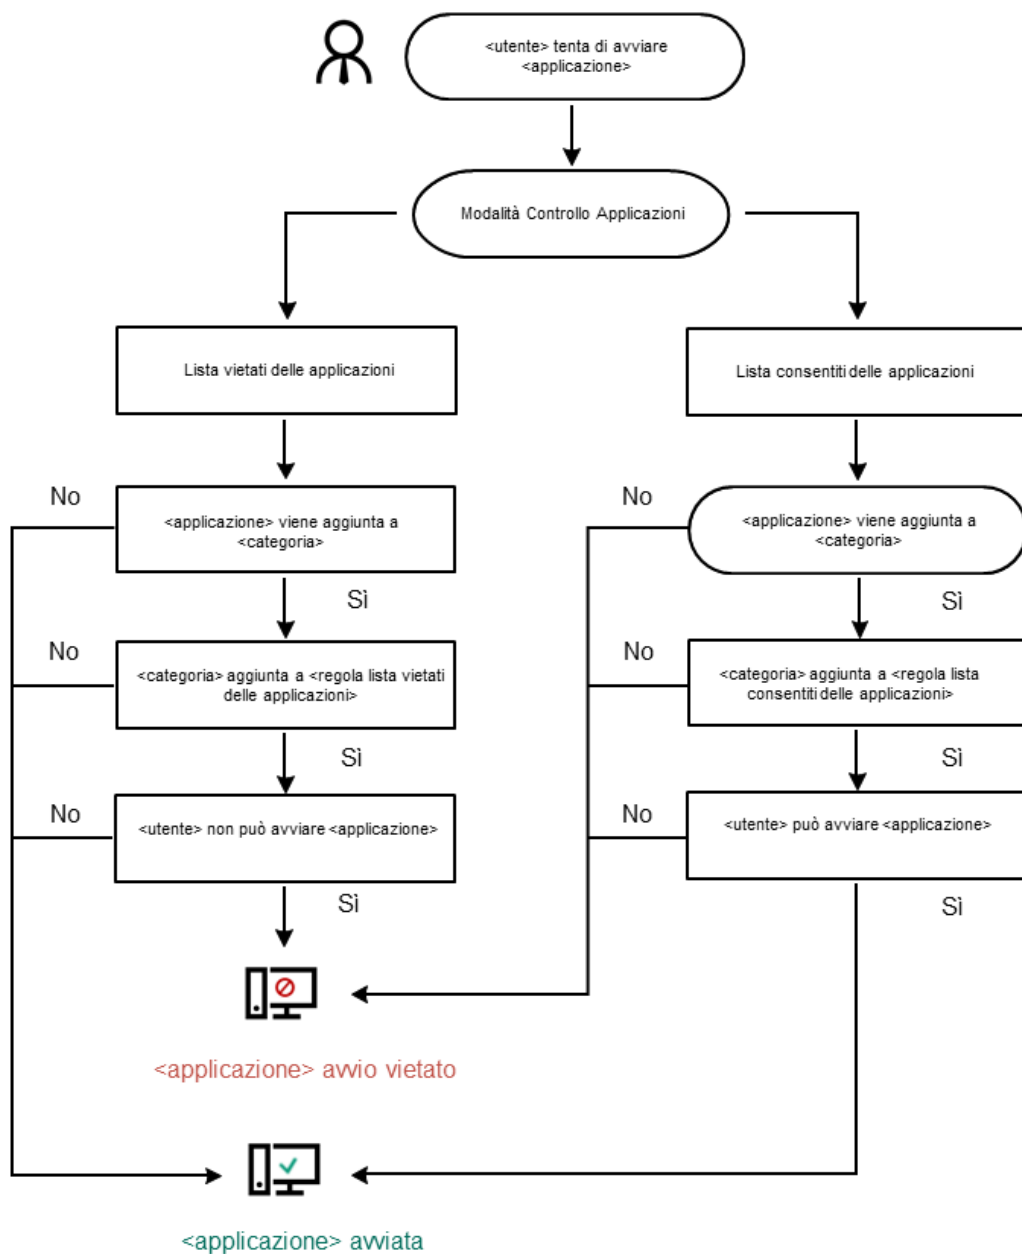 <utente> tenta di avviare
<applicazione>
Modalità Controllo Applicazioni
Lista vietati delle applicazioni
Lista consentiti delle applicazioni
No
<applicazione> viene aggiunta a
<categoria>
No
<applicazione> viene aggiunta a
<categoria>
Sì
Sì
No
<categoria> aggiunta a <regola lista vietati
delle applicazioni>
No
<categoria> aggiunta a <regola lista
consentiti delle applicazioni>
Sì
Sì
No
<utente> non può avviare <applicazione>
No
<utente> può avviare <applicazione>
Sì
Sì
<applicazione> avvio vietato
<applicazione> avviata